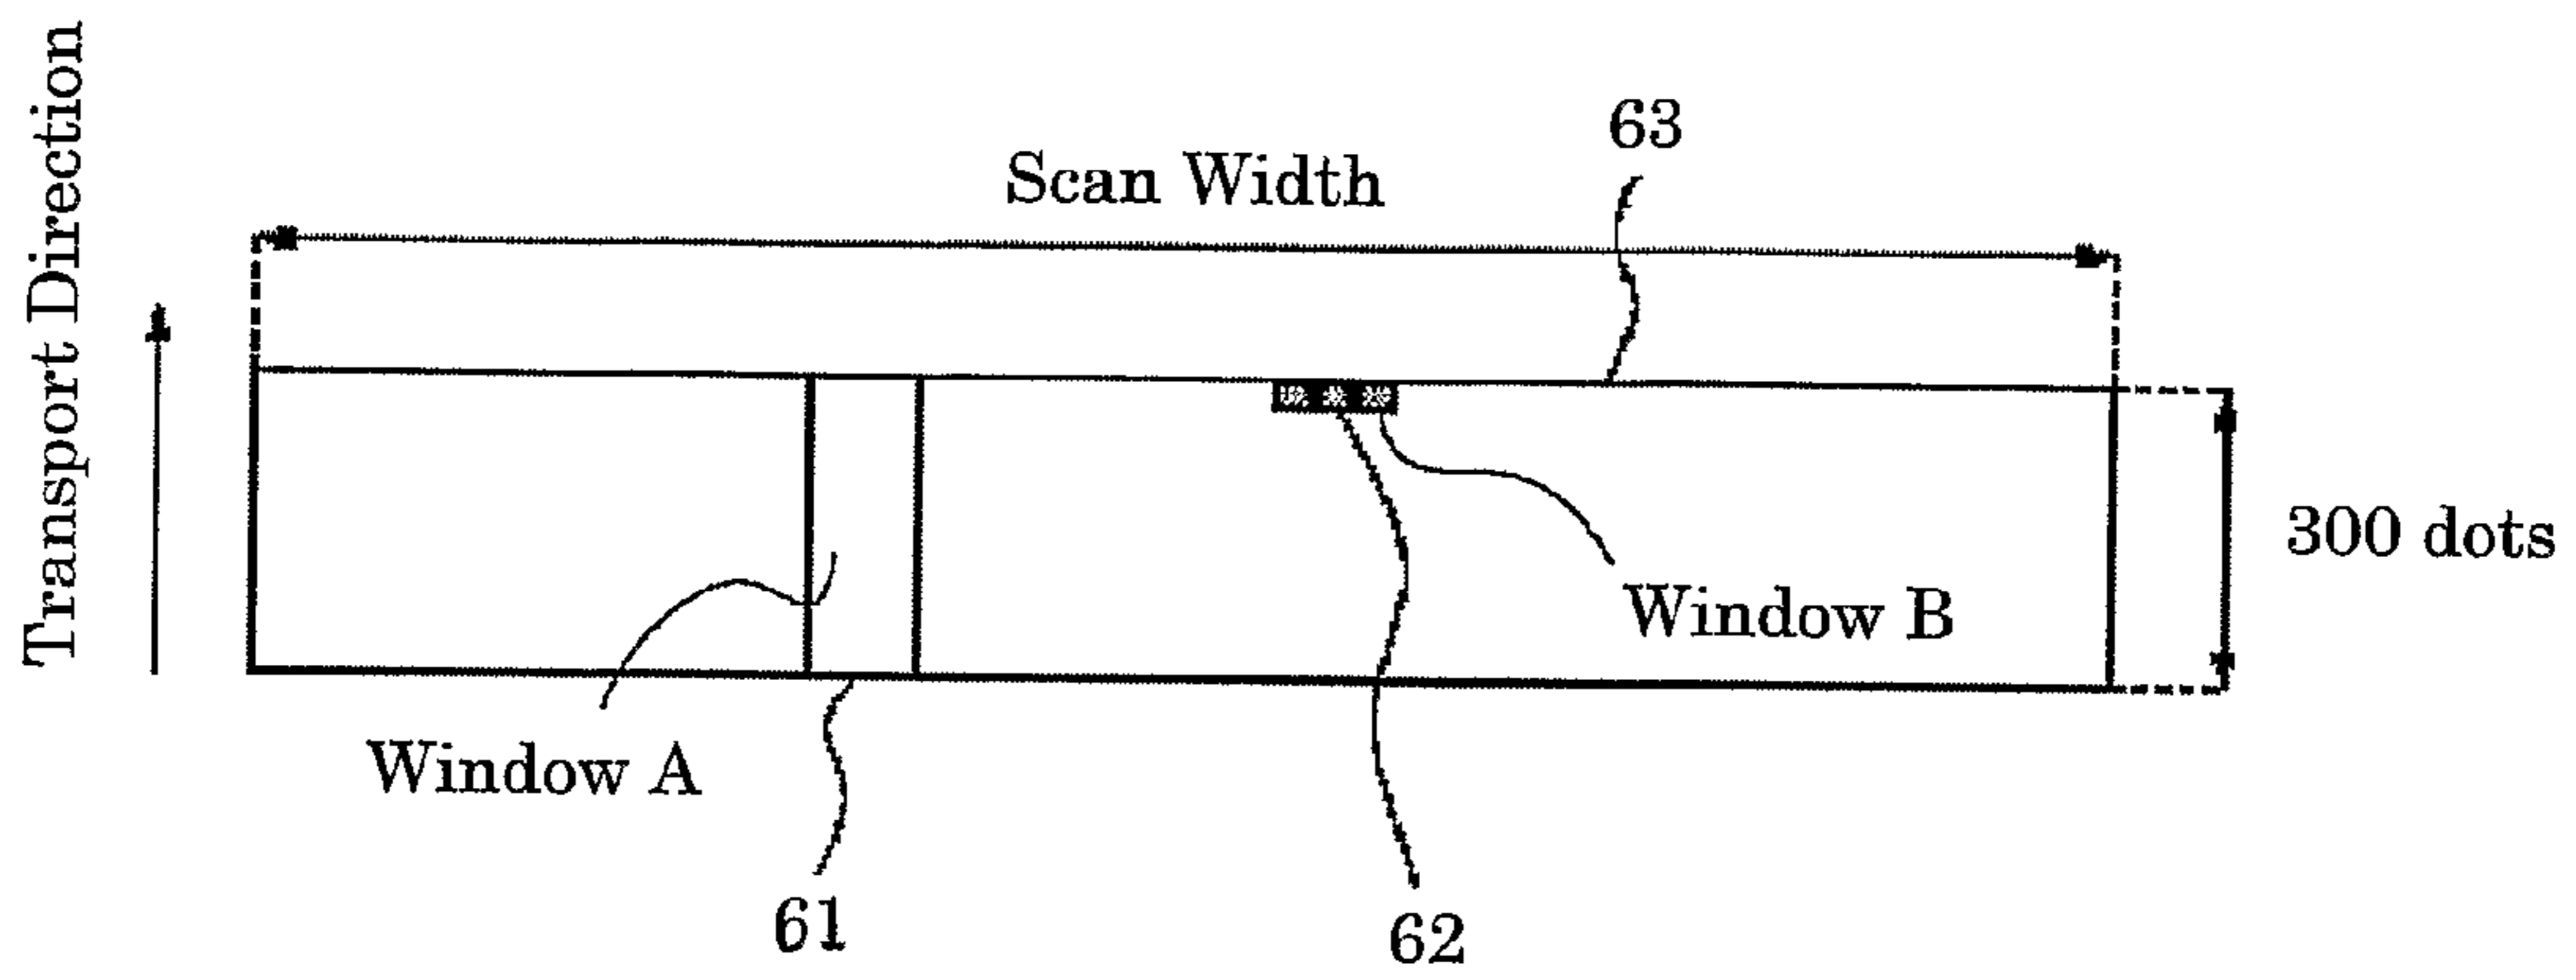 Transport Direction
63
Scan Width
300 dots
Window B
Window A
61
62